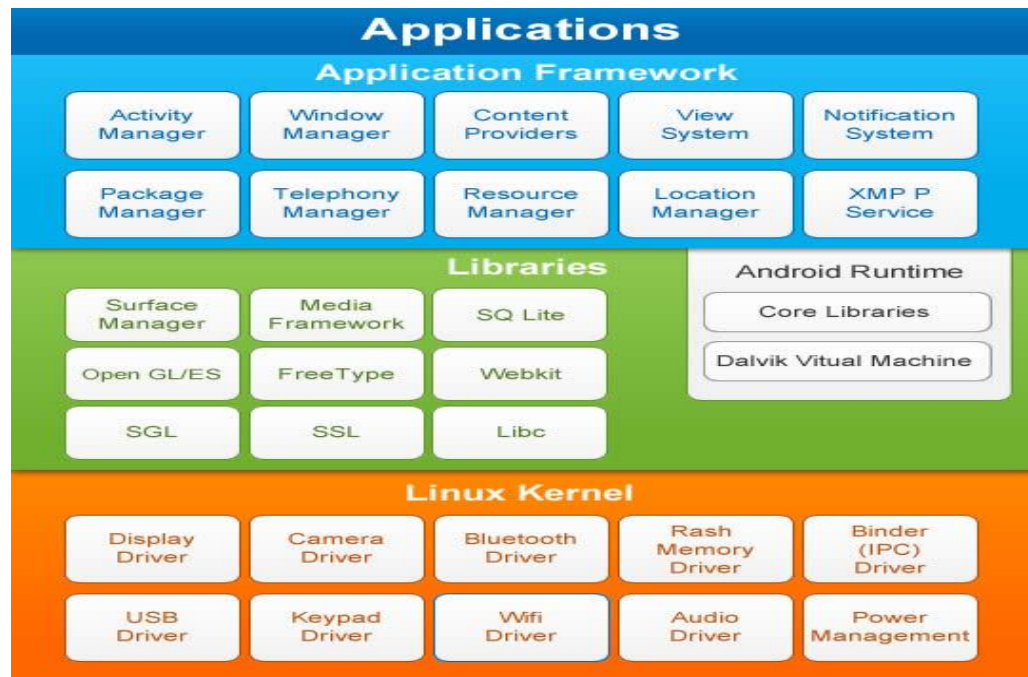 Applications
Application Framework
Activity
Manager
Window
Manager
Content
Providers
View
System
Notification
System
Package
Manager
Telephony
Manager
Resource
Manager
Location
Manager
XMP P
Service
Libraries
Surface
Manager
Media
Framework
SQ Lite
Open GL/ES
FreeType
Webkit
SGL
SSL
Libc
Android Runtime
Core Libraries
Dalvik Vitual Machine
Linux Kernel
Display
Driver
Camera
Driver
Bluetooth
Driver
Rash
Memory
Driver
Binder
(IPC)
Driver
USB
Driver
Keypad
Driver
Wifi
Driver
Audio
Driver
Power
Management